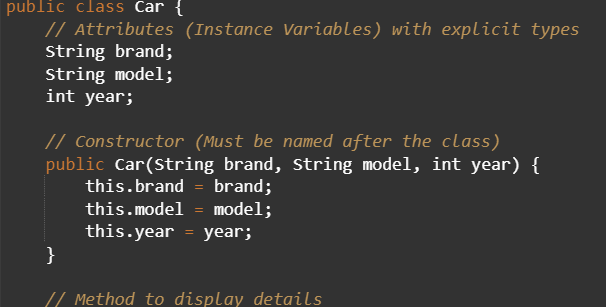 public class Car {
// Attributes (Instance Variables) with explicit types
String brand;
String model;
int year;
// Constructor (Must be named after the class)
public Car(String brand, String model, int year) {
this.brand = brand;
this.model = model;
this.year = year;
}
// Method to display details